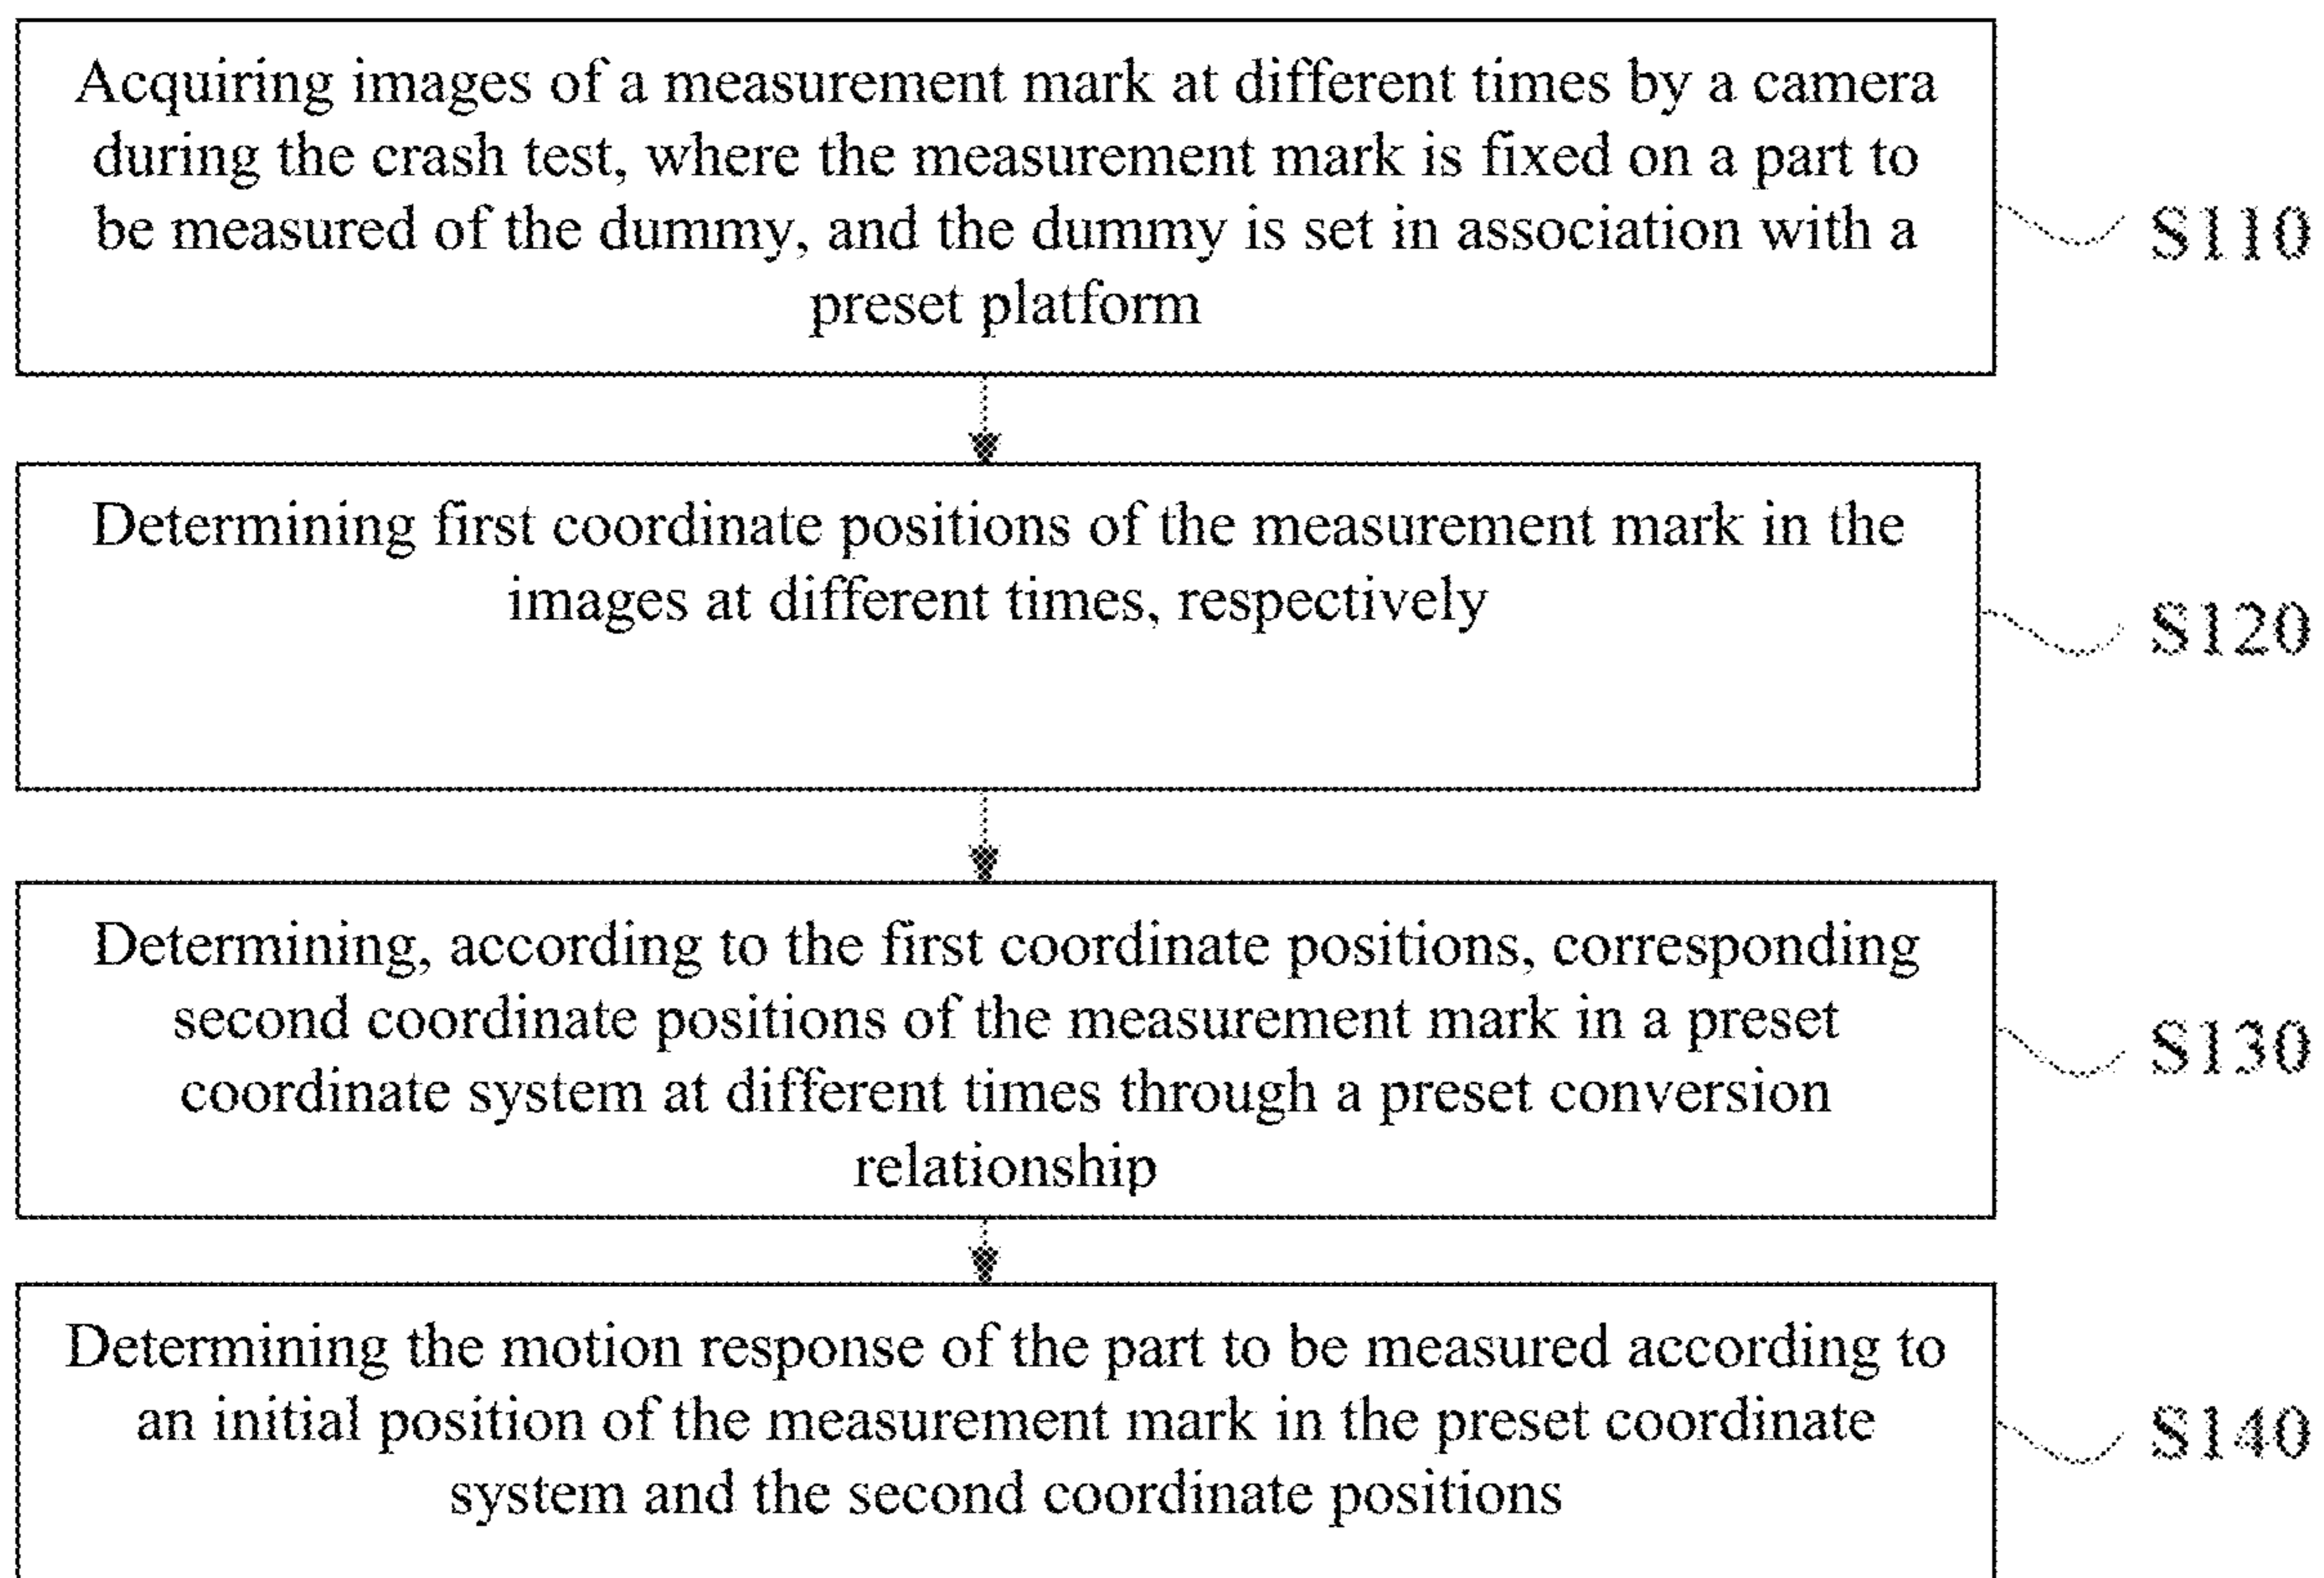 Acquiring images of a measurement mark at different times by a camera
during the crash test, where the measurement mark is fixed on a part to
be measured of the dummy, and the dummy is set in association with a
preset platform
S110
Determining first coordinate positions of the measurement mark in the
images at different times, respectively
S120
Determining, according to the first coordinate positions, corresponding
second coordinate positions of the measurement mark in a preset
coordinate system at different times through a preset conversion
relationship
S130
Determining the motion response of the part to be measured according to
an initial position of the measurement mark in the preset coordinate
system and the second coordinate positions
S140